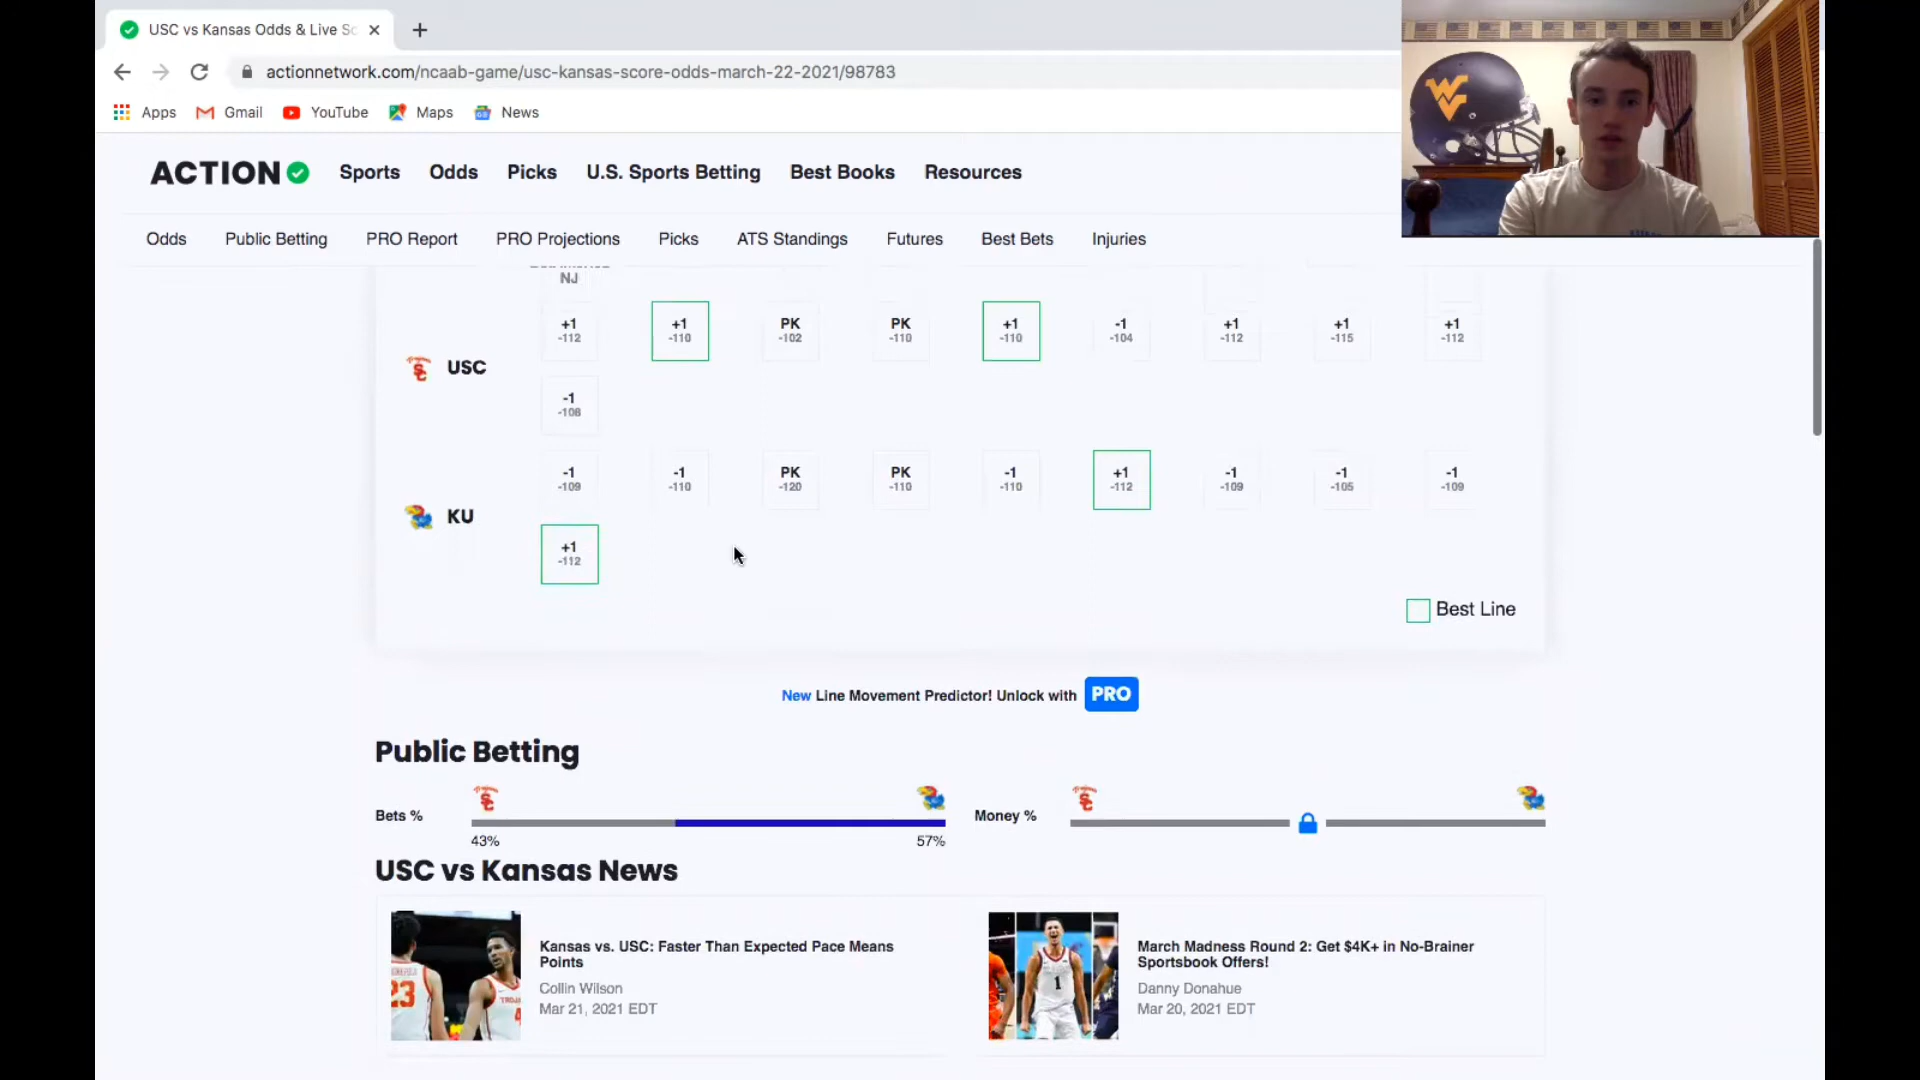 USC vs Kansas Odds & Live Sc
actionnetwork.com/ncaab-game/usc-kansas-score-odds-march-22-2021/98783
Apps Gmail YouTube Maps News
ACTION Sports Odds Picks U.S. Sports Betting Best Books Resources
Odds Public Betting PRO Report PRO Projections Picks ATS Standings Futures Best Bets Injuries
NJ
+1 +1 PK PK +1 -1 +1 +1 +1
-112 -110 -102 -110 -110 -104 -112 -115 -112
USC
-1
-108
-1 -1 PK PK -1 +1 -1 -1 -1
-109 -110 -120 -110 -110 -112 -109 -105 -109
KU
+1
-112
Best Line
New Line Movement Predictor! Unlock with PRO
Public Betting
Bets % Money %
43% 57%
USC vs Kansas News
Kansas vs. USC: Faster Than Expected Pace Means
Points
Collin Wilson
Mar 21, 2021 EDT
March Madness Round 2: Get $4K+ in No-Brainer
Sportsbook Offers!
Danny Donahue
Mar 20, 2021 EDT